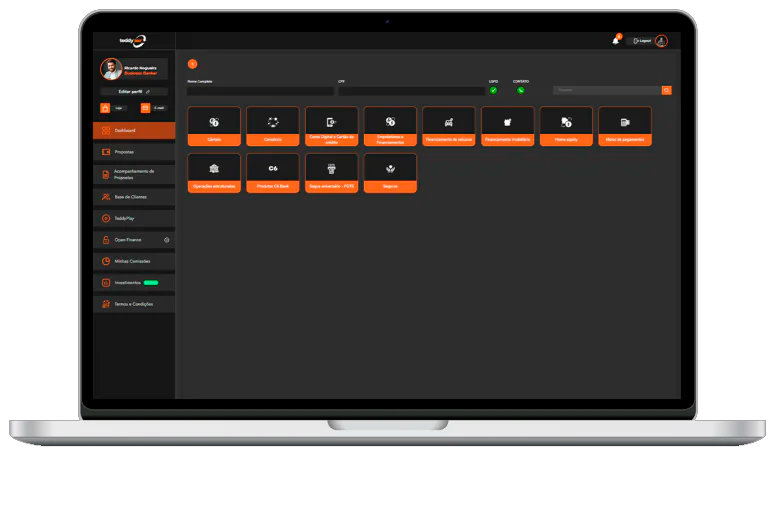 teddy
Logout
Ricardo Nogueira
Business Banker
Editar perfil
Loja
E-mail
Dashboard
Propostas
Acompanhamento de
Propostas
Base de Clientes
TeddyPlay
Open Finance
Minhas Comissões
Investimentos
Termos e Condições
Nome Completo
CPF
LGPD
CONTATO
Câmbio
Consórcio
Conta Digital e Cartão de
crédito
Empréstimos e
Financiamentos
Financiamento de veículos
Financiamento imobiliário
Home equity
Meios de pagamentos
Operações estruturadas
C6
Produtos C6 Bank
Saque aniversário - FGTS
Seguros